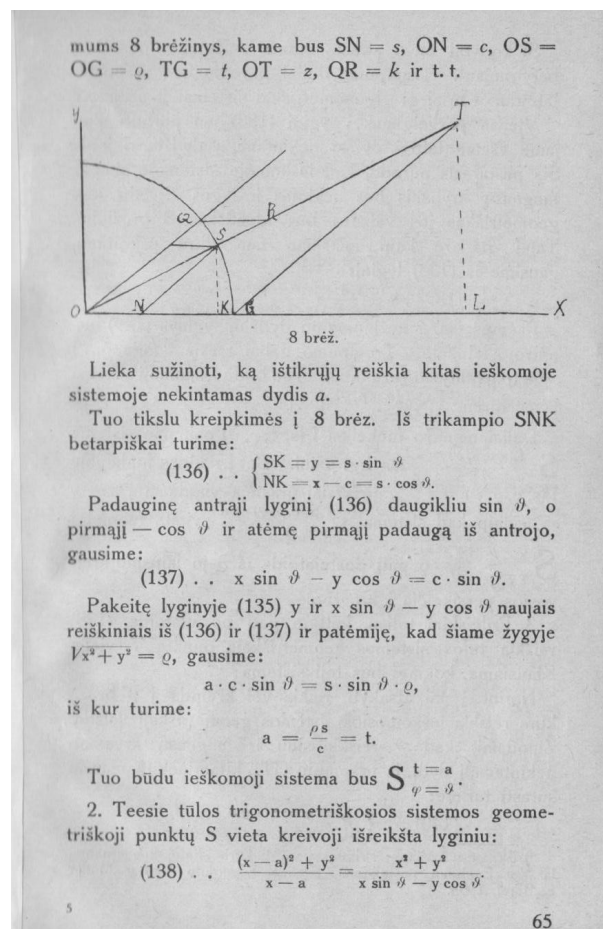 mums 8 brėžinys, kame bus SN = s, ON = c, OS =
OG = ϱ, TG = t, OT = z, QR = k ir t. t.
y
T
Q
R
S
O
N
K
G
L
X
8 brėž.
Lieka sužinoti, ką ištikrųjų reiškia kitas ieškomoje
sistemoje nekintamas dydis a.
Tuo tikslu kreipkimės į 8 brėž. Iš trikampio SNK
betarpiškai turime:
(136) . . { SK = y = s · sin ϑ
NK = x — c = s · cos ϑ.
Padauginę antrąji lyginį (136) daugikliu sin ϑ, o
pirmąjį — cos ϑ ir atėmę pirmąjį padaugą iš antrojo,
gausime:
(137) . . x sin ϑ — y cos ϑ = c · sin ϑ.
Pakeitę lyginyje (135) y ir x sin ϑ — y cos ϑ naujais
reiškiniais iš (136) ir (137) ir patėmiję, kad šiame žygyje
√x² + y² = ϱ, gausime:
a · c · sin ϑ = s · sin ϑ · ϱ,
iš kur turime:
a = ρs/c = t.
Tuo būdu ieškomoji sistema bus S t = a φ = ϑ.
2. Teesie tūlos trigonometriškosios sistemos geome-
triškoji punktų S vieta kreivoji išreikšta lyginiu:
(138) . . (x — a)² + y² / x — a = x² + y² / x sin ϑ — y cos ϑ.
5
65